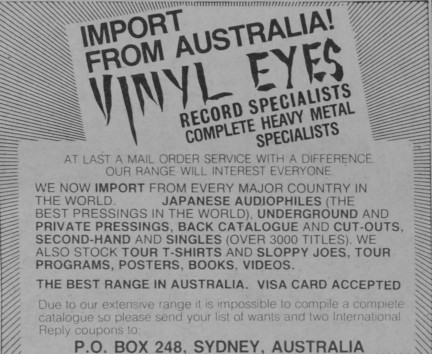 IMPORT
FROM AUSTRALIA!
VINYL EYES
RECORD SPECIALISTS
COMPLETE HEAVY METAL
SPECIALISTS
AT LAST A MAIL ORDER SERVICE WITH A DIFFERENCE.
OUR RANGE WILL INTEREST EVERYONE
WE NOW IMPORT FROM EVERY MAJOR COUNTRY IN
THE WORLD. JAPANESE AUDIOPHILES (THE
BEST PRESSINGS IN THE WORLD), UNDERGROUND AND
PRIVATE PRESSINGS, BACK CATALOGUE AND CUT-OUTS,
SECOND-HAND AND SINGLES (OVER 3000 TITLES). WE
ALSO STOCK TOUR T-SHIRTS AND SLOPPY JOES, TOUR
PROGRAMS, POSTERS, BOOKS, VIDEOS.
THE BEST RANGE IN AUSTRALIA. VISA CARD ACCEPTED
Due to our extensive range it is impossible to compile a complete
catalogue so please send your list of wants and two International
Reply coupons to:
P.O. BOX 248, SYDNEY, AUSTRALIA